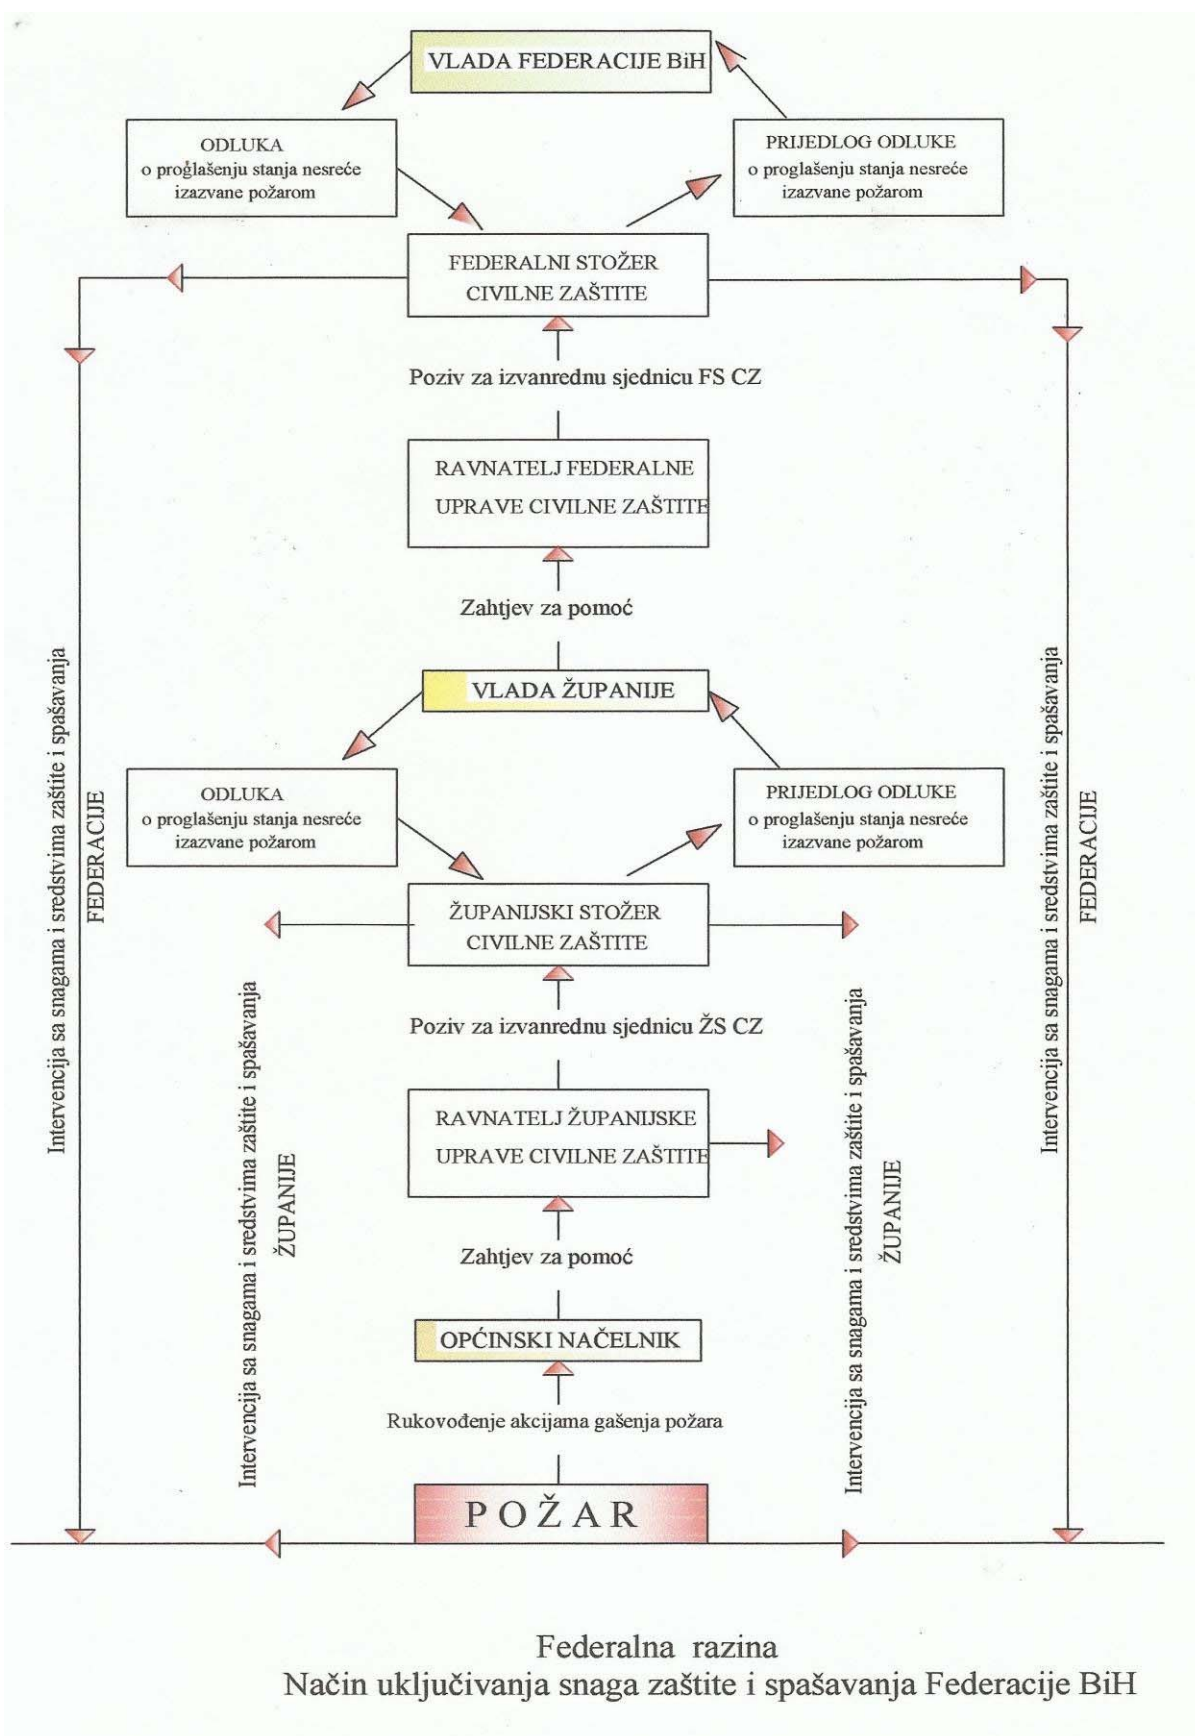 VLADA FEDERACIJE BiH
ODLUKA
o proglašenju stanja nesreće
izazvane požarom
PRIJEDLOG ODLUKE
o proglašenju stanja nesreće
izazvane požarom
FEDERALNI STOŽER
CIVILNE ZAŠTITE
Poziv za izvanrednu sjednicu FS CZ
RAVNATELJ FEDERALNE
UPRAVE CIVILNE ZAŠTITE
Zahtjev za pomoć
VLADA ŽUPANIJE
ODLUKA
o proglašenju stanja nesreće
izazvane požarom
PRIJEDLOG ODLUKE
o proglašenju stanja nesreće
izazvane požarom
ŽUPANIJSKI STOŽER
CIVILNE ZAŠTITE
Poziv za izvanrednu sjednicu ŽS CZ
RAVNATELJ ŽUPANIJSKE
UPRAVE CIVILNE ZAŠTITE
Zahtjev za pomoć
OPĆINSKI NAČELNIK
Rukovođenje akcijama gašenja požara
POŽAR
Intervencija sa snagama i sredstvima zaštite i spašavanja
FEDERACIJE
Intervencija sa snagama i sredstvima zaštite i spašavanja
ŽUPANIJE
Intervencija sa snagama i sredstvima zaštite i spašavanja
ŽUPANIJE
Intervencija sa snagama i sredstvima zaštite i spašavanja
FEDERACIJE
Federalna razina
Način uključivanja snaga zaštite i spašavanja Federacije BiH